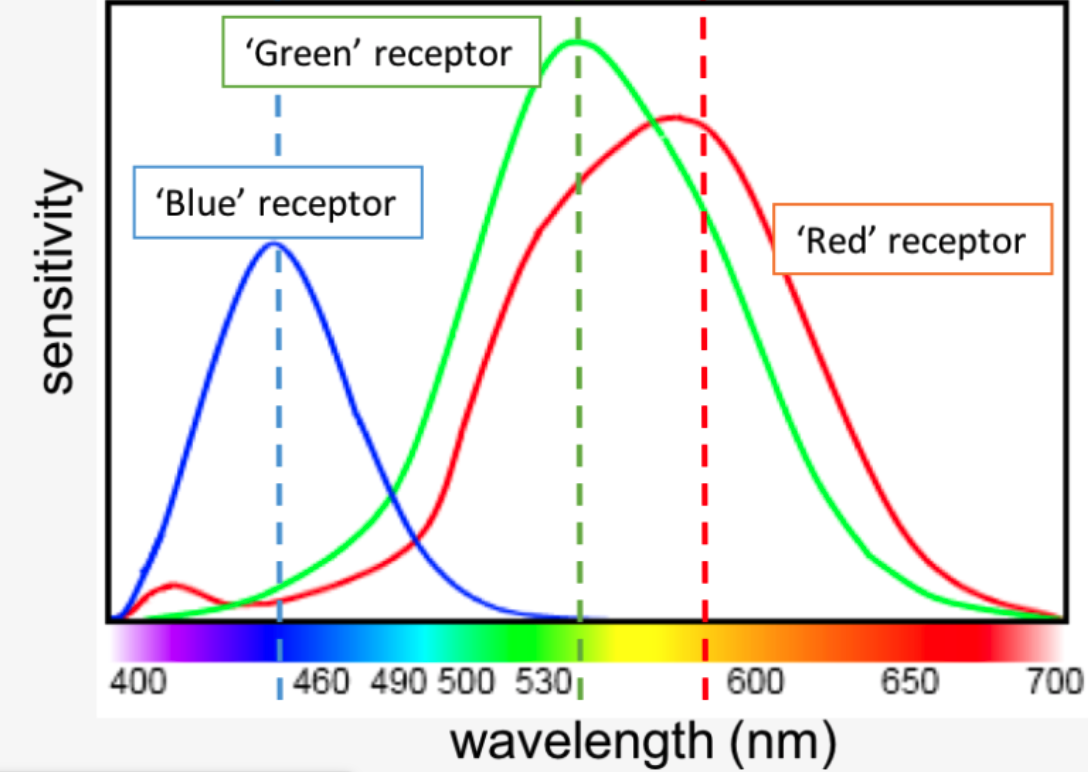 ‘Green’ receptor
‘Blue’ receptor
‘Red’ receptor
sensitivity
400 460 490 500 530 600 650 700
wavelength (nm)